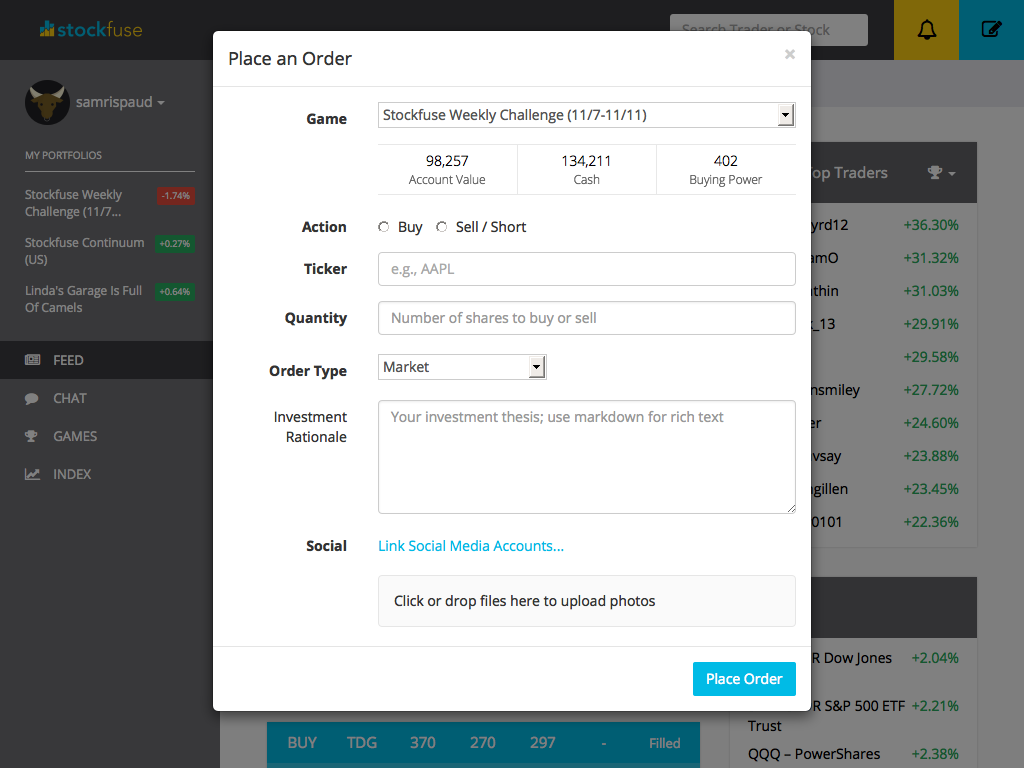 stockfuse
Search Trader or Stock
samrispaud
MY PORTFOLIOS
Stockfuse Weekly Challenge (11/7... -1.74%
Stockfuse Continuum (US) +0.27%
Linda's Garage Is Full Of Camels +0.64%
FEED
CHAT
GAMES
INDEX
Place an Order
×
Game
Stockfuse Weekly Challenge (11/7-11/11)
98,257 134,211 402
Account Value Cash Buying Power
Action Buy Sell / Short
Ticker e.g., AAPL
Quantity Number of shares to buy or sell
Order Type Market
Investment Rationale
Your investment thesis; use markdown for rich text
Social Link Social Media Accounts...
Click or drop files here to upload photos
Place Order
BUY TDG 370 270 297 - Filled
op Traders
yrd12 +36.30%
amO +31.32%
thin +31.03%
_13 +29.91%
+29.58%
nsmiley +27.72%
er +24.60%
vsay +23.88%
gillen +23.45%
0101 +22.36%
R Dow Jones +2.04%
R S&P 500 ETF +2.21%
Trust
QQQ – PowerShares +2.38%